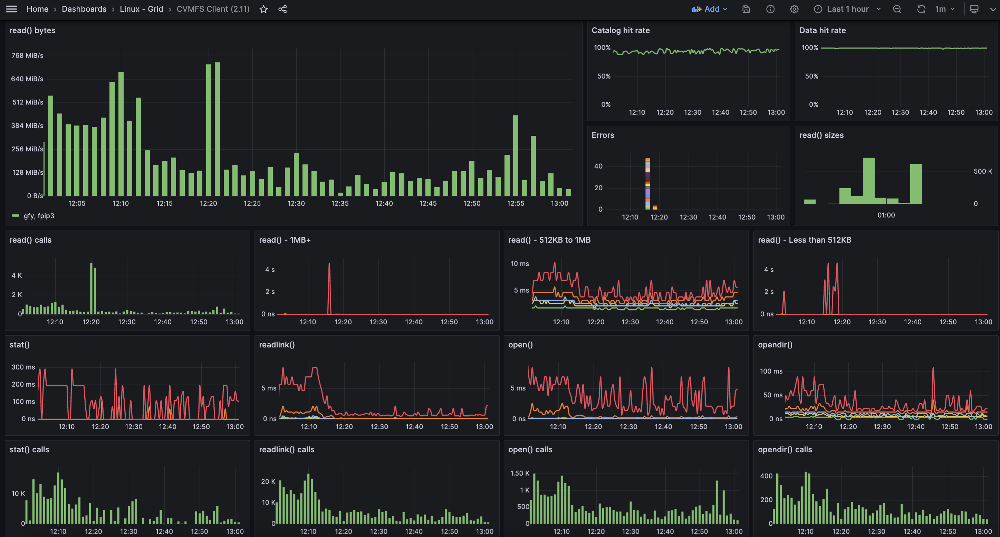 Home › Dashboards › Linux - Grid › CVMFS Client (2.11) Add Last 1 hour 1m
read() bytes
768 MiB/s
640 MiB/s
512 MiB/s
384 MiB/s
256 MiB/s
128 MiB/s
0 B/s
12:05 12:10 12:15 12:20 12:25 12:30 12:35 12:40 12:45 12:50 12:55 13:00
gfy, fpip3
Catalog hit rate
100%
50%
0%
12:10 12:20 12:30 12:40 12:50 13:00
Data hit rate
100%
50%
0%
12:10 12:20 12:30 12:40 12:50 13:00
Errors
40
20
0
12:10 12:20 12:30 12:40 12:50 13:00
read() sizes
500 K
0
01:00
read() calls
4 K
2 K
0
12:10 12:20 12:30 12:40 12:50 13:00
read() - 1MB+
4 s
2 s
0 ns
12:10 12:20 12:30 12:40 12:50 13:00
read() - 512KB to 1MB
10 ms
5 ms
12:10 12:20 12:30 12:40 12:50 13:00
read() - Less than 512KB
4 s
2 s
0 ns
12:10 12:20 12:30 12:40 12:50 13:00
stat()
300 ms
200 ms
100 ms
0 ns
12:10 12:20 12:30 12:40 12:50 13:00
readlink()
5 ms
0 ns
12:10 12:20 12:30 12:40 12:50 13:00
open()
5 ms
0 ns
12:10 12:20 12:30 12:40 12:50 13:00
opendir()
100 ms
50 ms
0 ns
12:10 12:20 12:30 12:40 12:50 13:00
stat() calls
10 K
0
12:10 12:20 12:30 12:40 12:50 13:00
readlink() calls
20 K
10 K
0
12:10 12:20 12:30 12:40 12:50 13:00
open() calls
1.50 K
1 K
500
0
12:10 12:20 12:30 12:40 12:50 13:00
opendir() calls
400
200
0
12:10 12:20 12:30 12:40 12:50 13:00